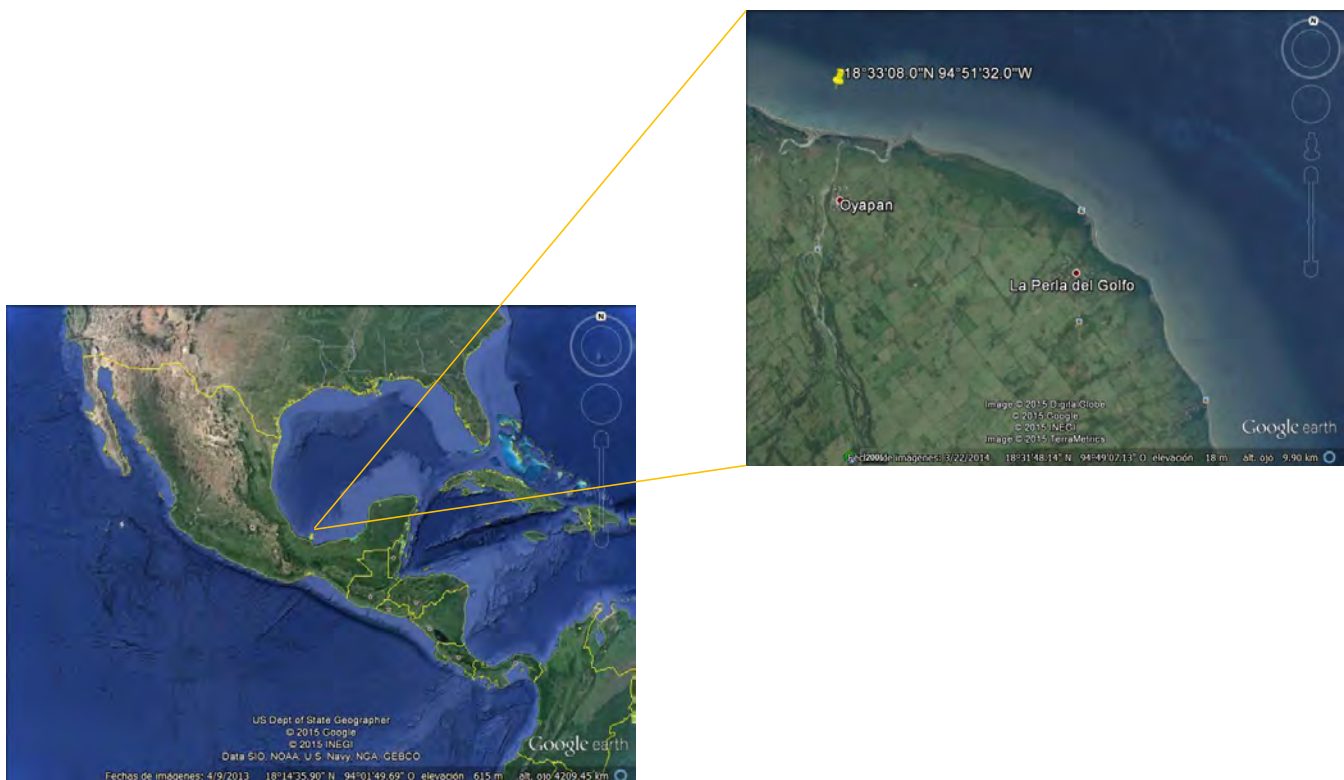 N
18°33'08.0"N 94°51'32.0"W
Oyapan
La Perla del Golfo
Image © 2015 DigitalGlobe
© 2015 Google
© 2015 INEGI
Image © 2015 TerraMetrics
Google earth
de imágenes: 3/22/2014 18°31'48.14" N 94°49'07.13" O elevación 18 m alt. ojo 9.90 km
N
US Dept of State Geographer
© 2015 Google
© 2015 INEGI
Data SIO, NOAA, U.S. Navy, NGA, GEBCO
Google earth
Fechas de imágenes: 4/9/2013 18°14'35.90" N 94°01'49.69" O elevación 615 m alt. ojo 4209.45 km